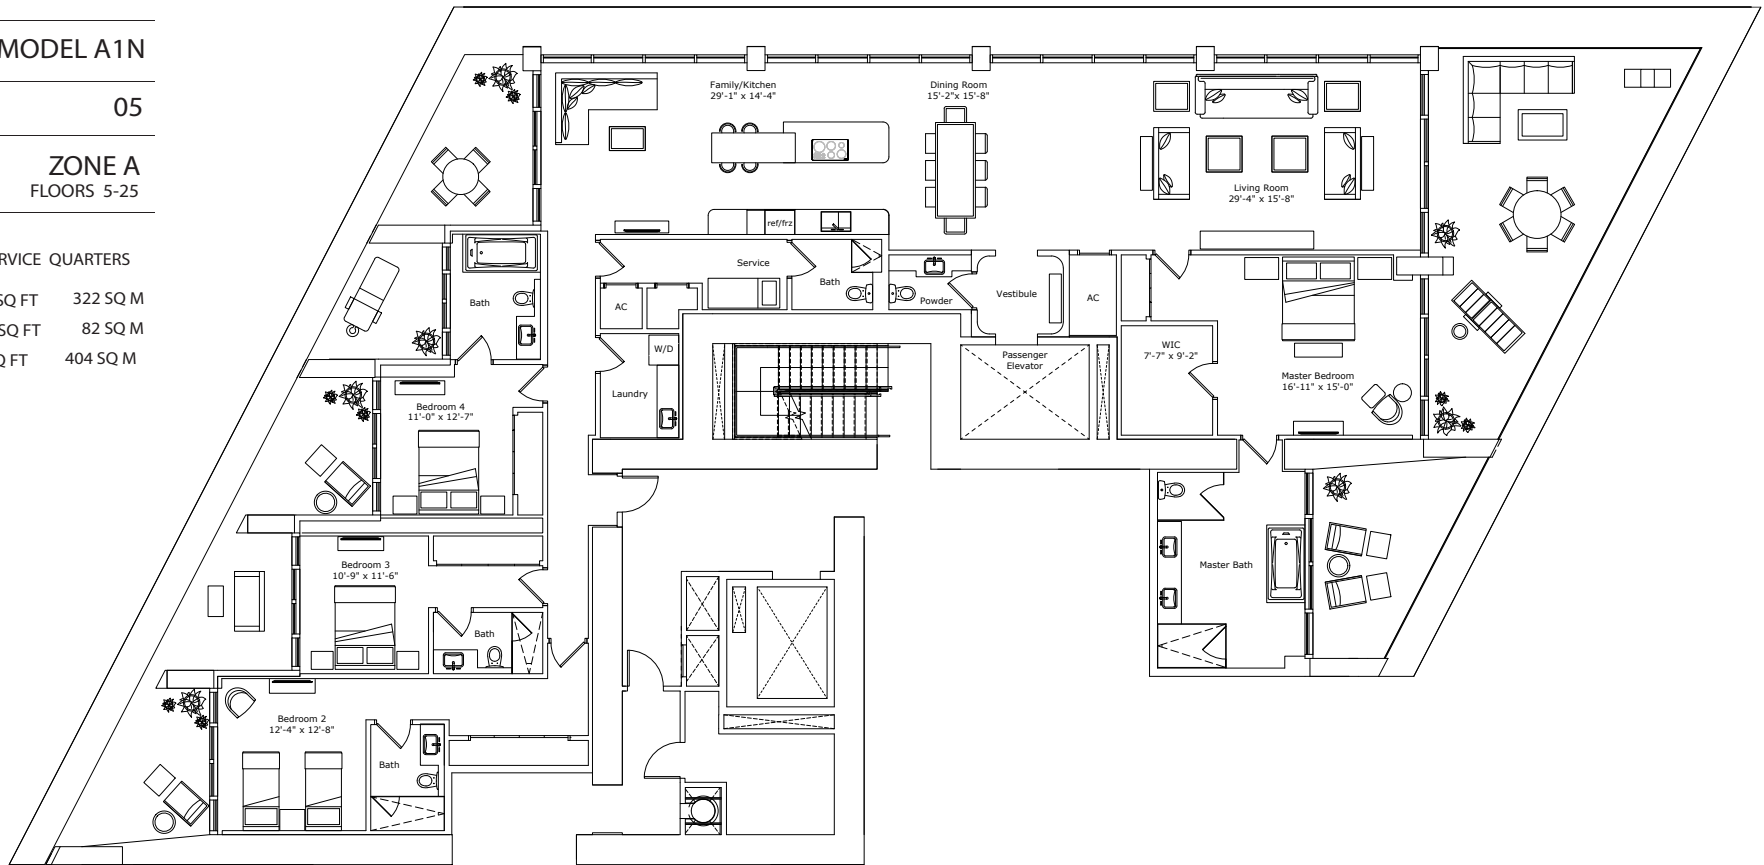 MODEL A1N
05
ZONE A
FLOORS 5-25
QUARTERS
SQ FT 322 SQ M
SQ FT 82 SQ M
FT 404 SQ M
Family/Kitchen
29'-1" x 14'-4"
Dining Room
15'-2"x 15'-8"
Living Room
29'-4" x 15'-8"
ref/frz
Service
Bath
Powder
Vestibule
AC
AC
Bath
W/D
Laundry
Passenger
Elevator
WIC
7'-7" x 9'-2"
Master Bedroom
16'-11" x 15'-0"
Bedroom 4
11'-0" x 12'-7"
Bedroom 3
10'-9" x 11'-6"
Bath
Master Bath
Bedroom 2
12'-4" x 12'-8"
Bath